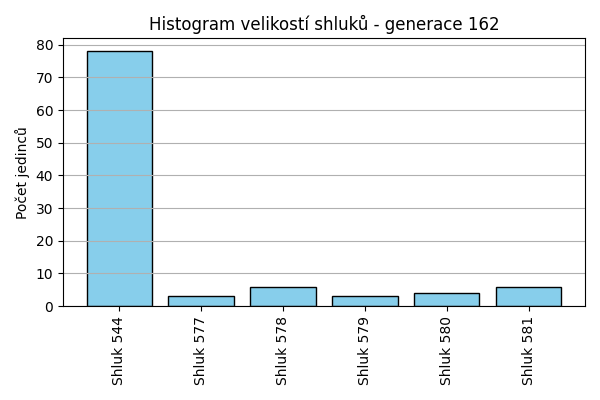 Histogram velikostí shluků - generace 162
Počet jedinců
80
70
60
50
40
30
20
10
0
Shluk 544
Shluk 577
Shluk 578
Shluk 579
Shluk 580
Shluk 581